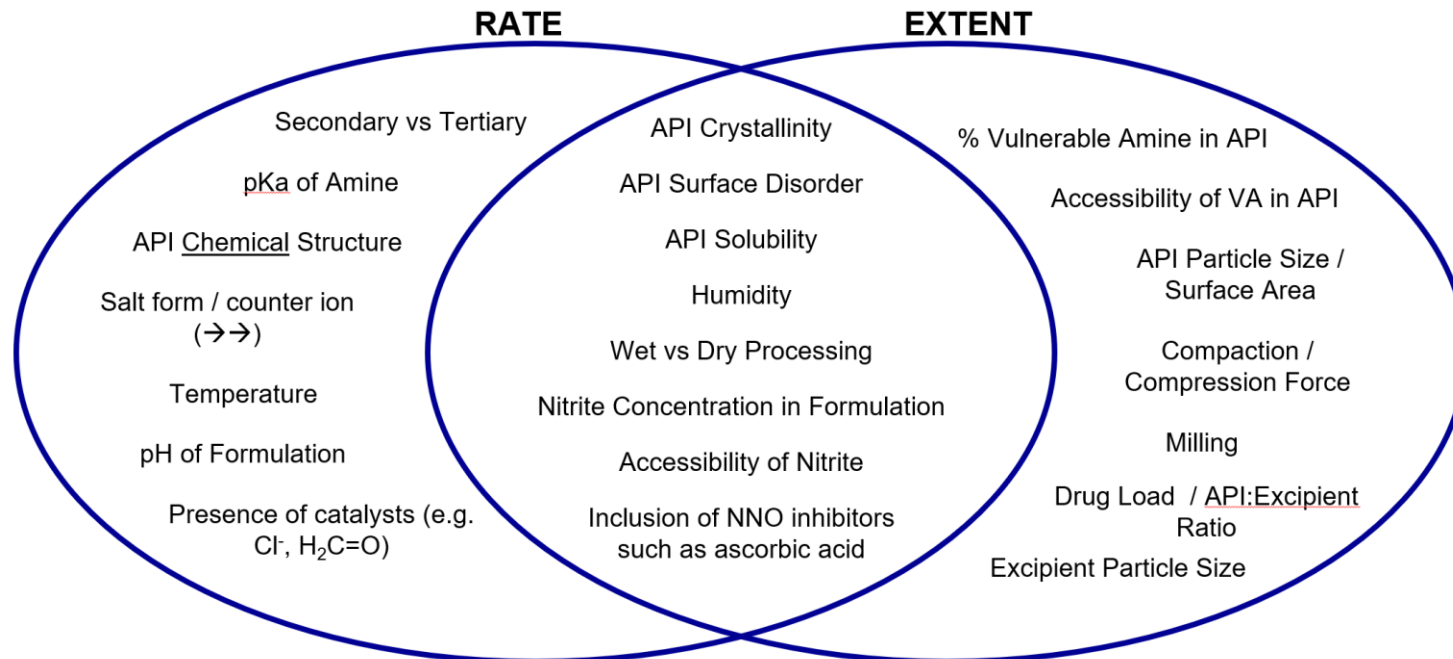 RATE
EXTENT
Secondary vs Tertiary
pKa of Amine
API Chemical Structure
Salt form / counter ion
(→→)
Temperature
pH of Formulation
Presence of catalysts (e.g.
Cl⁻, H₂C=O)
API Crystallinity
API Surface Disorder
API Solubility
Humidity
Wet vs Dry Processing
Nitrite Concentration in Formulation
Accessibility of Nitrite
Inclusion of NNO inhibitors
such as ascorbic acid
% Vulnerable Amine in API
Accessibility of VA in API
API Particle Size /
Surface Area
Compaction /
Compression Force
Milling
Drug Load / API:Excipient
Ratio
Excipient Particle Size